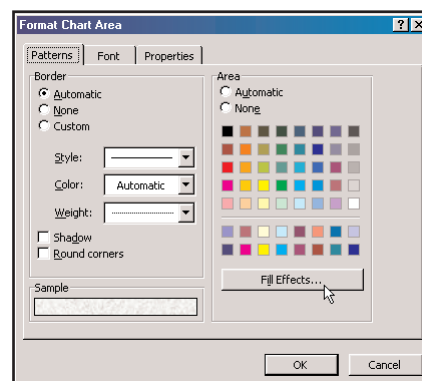 Format Chart Area
Patterns
Font
Properties
Border
Automatic
None
Custom
Style:
Color:
Automatic
Weight:
Shadow
Round corners
Sample
Area
Automatic
None
Fill Effects...
OK
Cancel